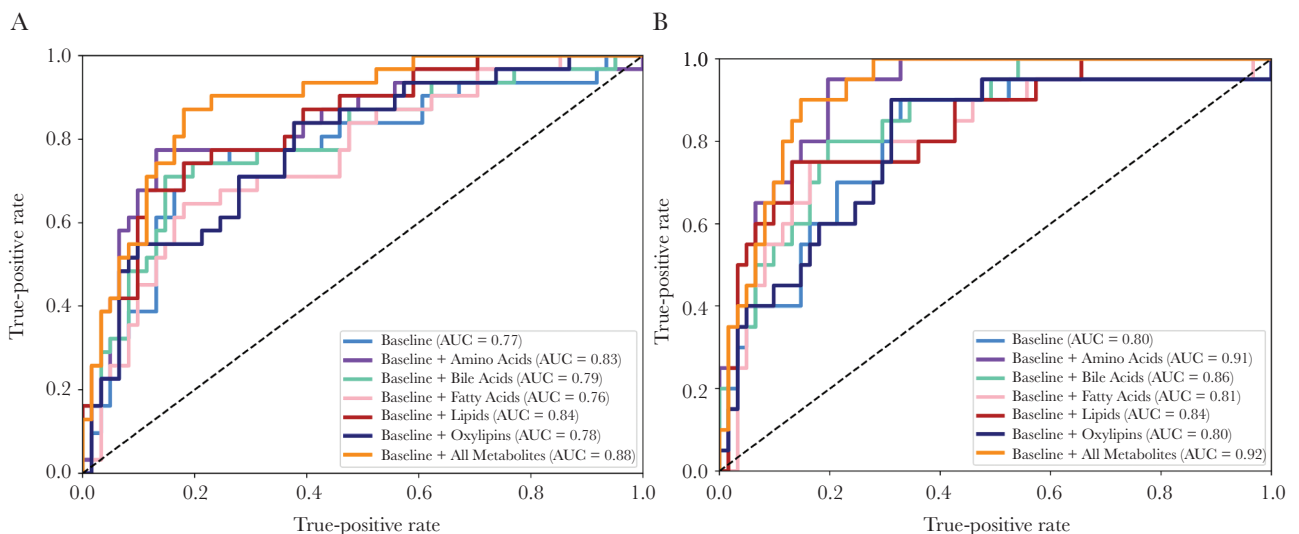 A
True-positive rate
1.0
0.8
0.6
0.4
0.2
0.0
Baseline (AUC = 0.77)
Baseline + Amino Acids (AUC = 0.83)
Baseline + Bile Acids (AUC = 0.79)
Baseline + Fatty Acids (AUC = 0.76)
Baseline + Lipids (AUC = 0.84)
Baseline + Oxylipins (AUC = 0.78)
Baseline + All Metabolites (AUC = 0.88)
0.0 0.2 0.4 0.6 0.8 1.0
True-positive rate
B
True-positive rate
1.0
0.8
0.6
0.4
0.2
0.0
Baseline (AUC = 0.80)
Baseline + Amino Acids (AUC = 0.91)
Baseline + Bile Acids (AUC = 0.86)
Baseline + Fatty Acids (AUC = 0.81)
Baseline + Lipids (AUC = 0.84)
Baseline + Oxylipins (AUC = 0.80)
Baseline + All Metabolites (AUC = 0.92)
0.0 0.2 0.4 0.6 0.8 1.0
True-positive rate